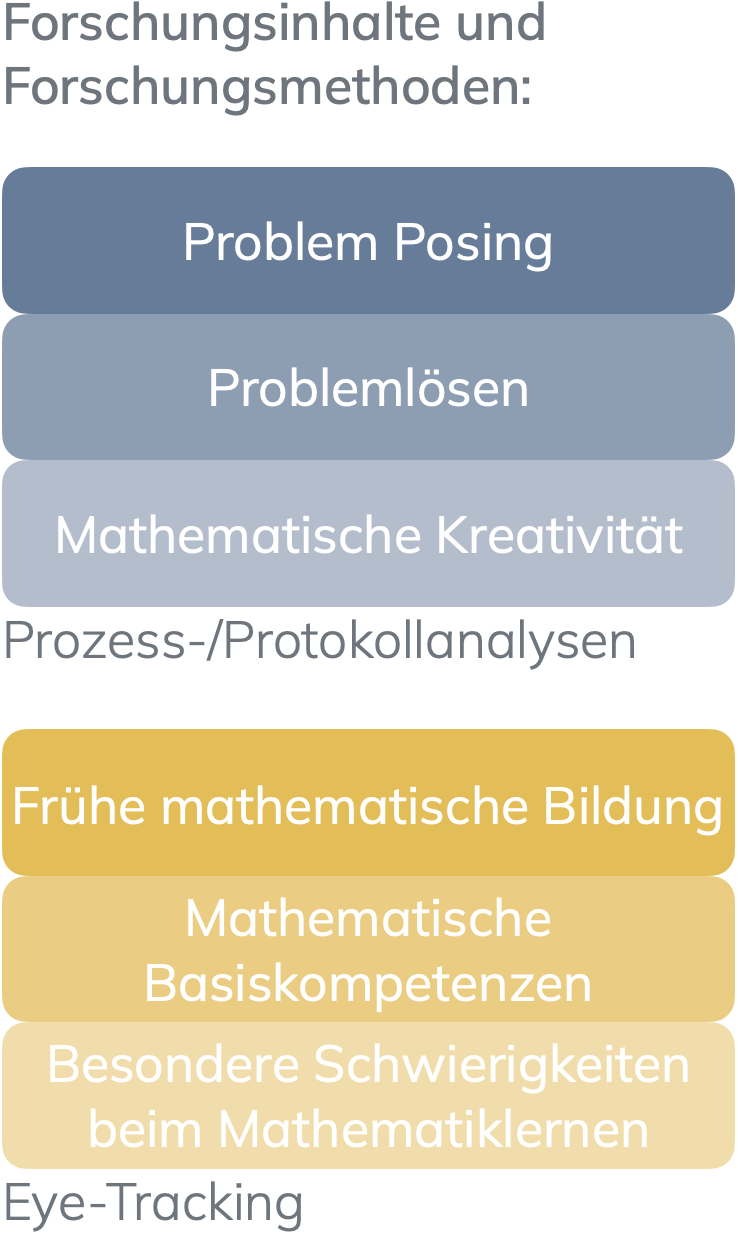 Forschungsinhalte und
Forschungsmethoden:
Problem Posing
Problemlösen
Mathematische Kreativität
Prozess-/Protokollanalysen
Frühe mathematische Bildung
Mathematische
Basiskompetenzen
Besondere Schwierigkeiten
beim Mathematiklernen
Eye-Tracking